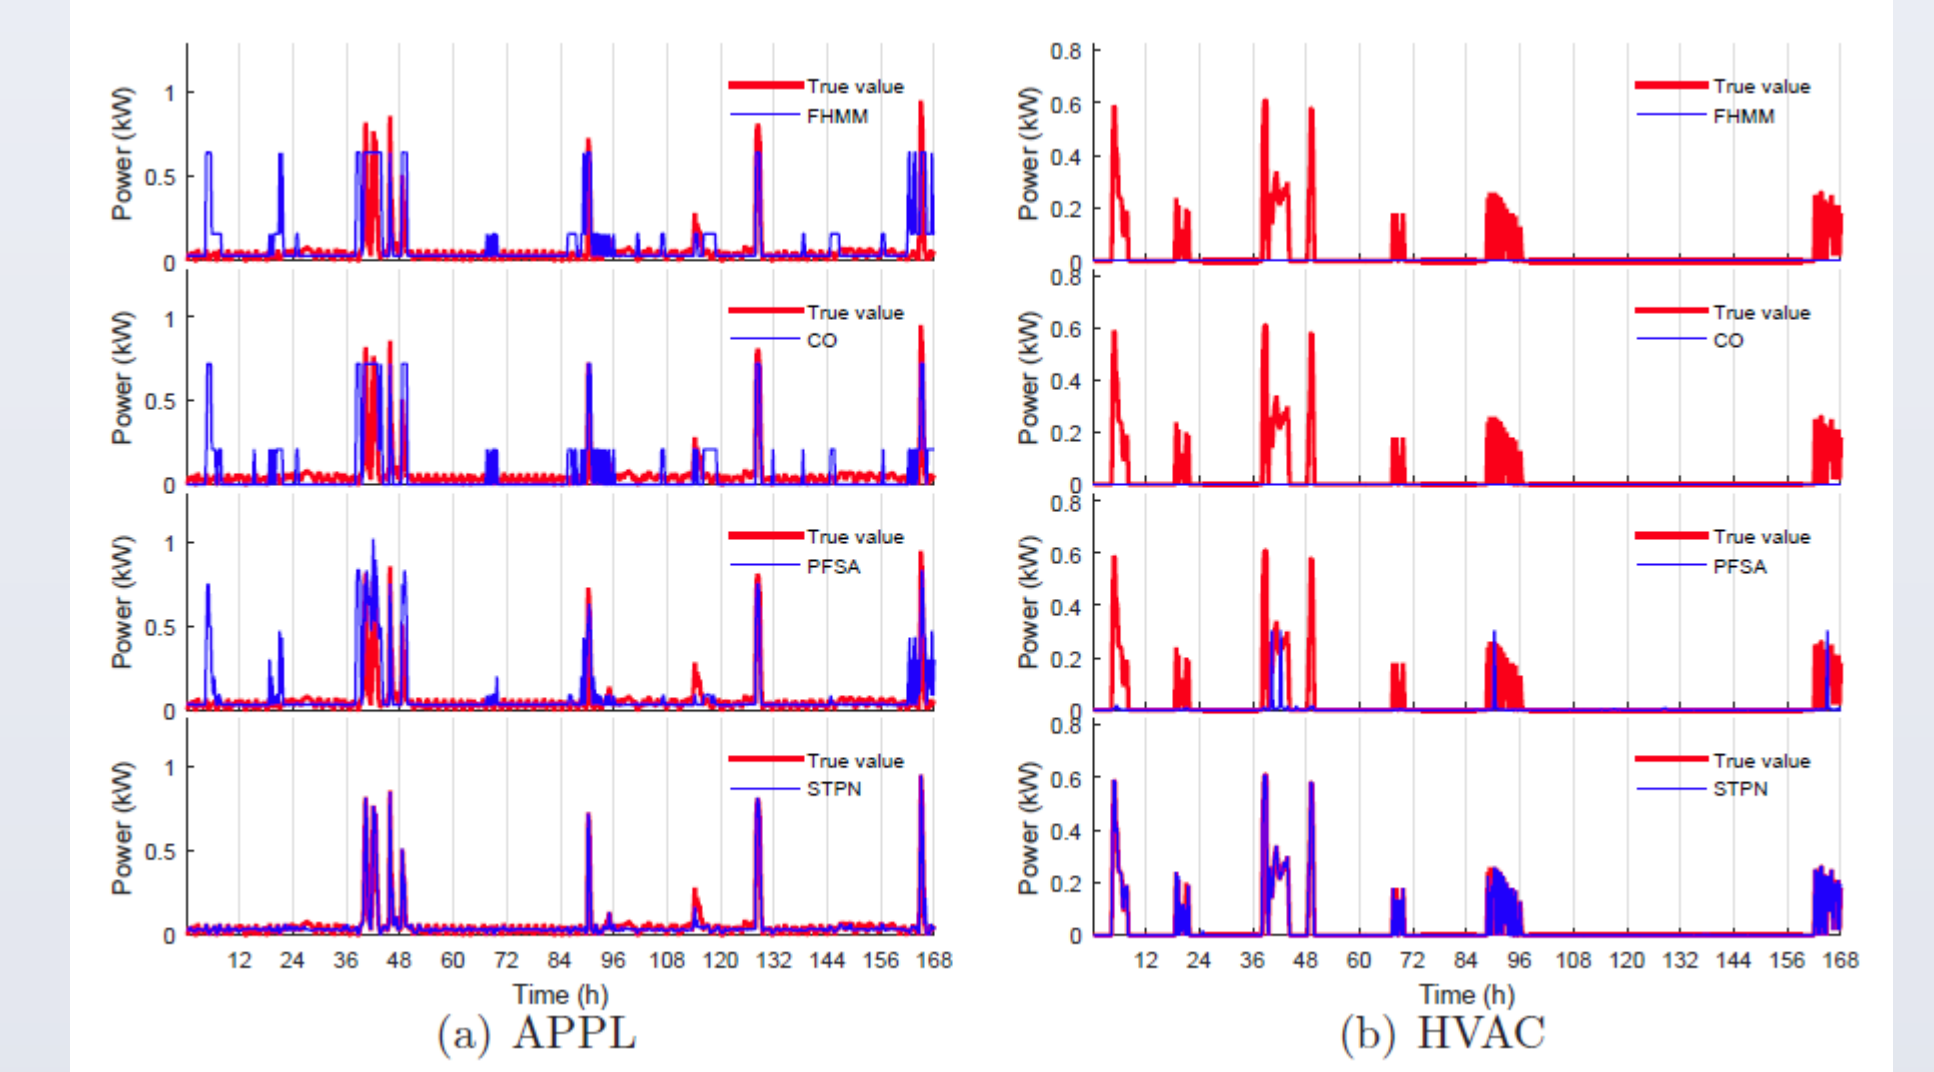 Power (kW)
1
0.5
0
True value
FHMM
Power (kW)
1
0.5
0
True value
CO
Power (kW)
1
0.5
0
True value
PFSA
Power (kW)
1
0.5
0
True value
STPN
12 24 36 48 60 72 84 96 108 120 132 144 156 168
Time (h)
(a) APPL
Power (kW)
0.8
0.6
0.4
0.2
0
True value
FHMM
Power (kW)
0.8
0.6
0.4
0.2
0
True value
CO
Power (kW)
0.8
0.6
0.4
0.2
0
True value
PFSA
Power (kW)
0.8
0.6
0.4
0.2
0
True value
STPN
12 24 36 48 60 72 84 96 108 120 132 144 156 168
Time (h)
(b) HVAC